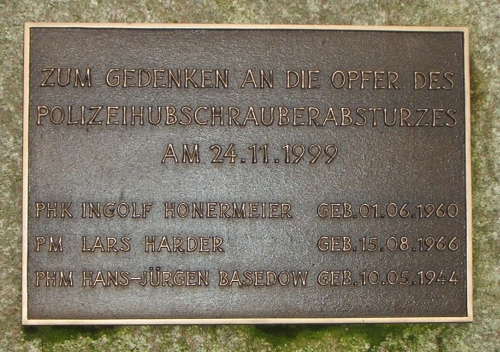 ZUM GEDENKEN AN DIE OPFER DES
POLIZEIHUBSCHRAUBERABSTURZES
AM 24.11.1999
PHK INGOLF HONERMEIER GEB.01.06.1960
PM LARS HARDER GEB.15.08.1966
PHM HANS-JÜRGEN BASEDOW GEB.10.05.1944